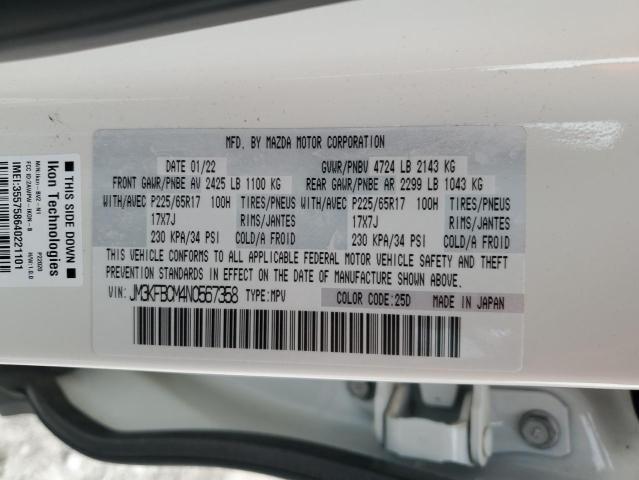 MFD. BY MAZDA MOTOR CORPORATION
DATE 01/22 GVWR/PNBV 4724 LB 2143 KG
FRONT GAWR/PNBE AV 2425 LB 1100 KG REAR GAWR/PNBE AR 2299 LB 1043 KG
WITH/AVEC P225/65R17 100H TIRES/PNEUS WITH/AVEC P225/65R17 100H TIRES/PNEUS
17X7J RIMS/JANTES 17X7J RIMS/JANTES
230 KPA/34 PSI COLD/A FROID 230 KPA/34 PSI COLD/A FROID
THIS VEHICLE CONFORMS TO ALL APPLICABLE FEDERAL MOTOR VEHICLE SAFETY AND THEFT
PREVENTION STANDARDS IN EFFECT ON THE DATE OF MANUFACTURE SHOWN ABOVE.
VIN: JM3KFBCM4N0567358 TYPE:MPV COLOR CODE:25D MADE IN JAPAN
THIS SIDE DOWN
Ikon Technologies
P22020
H/W:1.0.0
IMEI:355758640221101